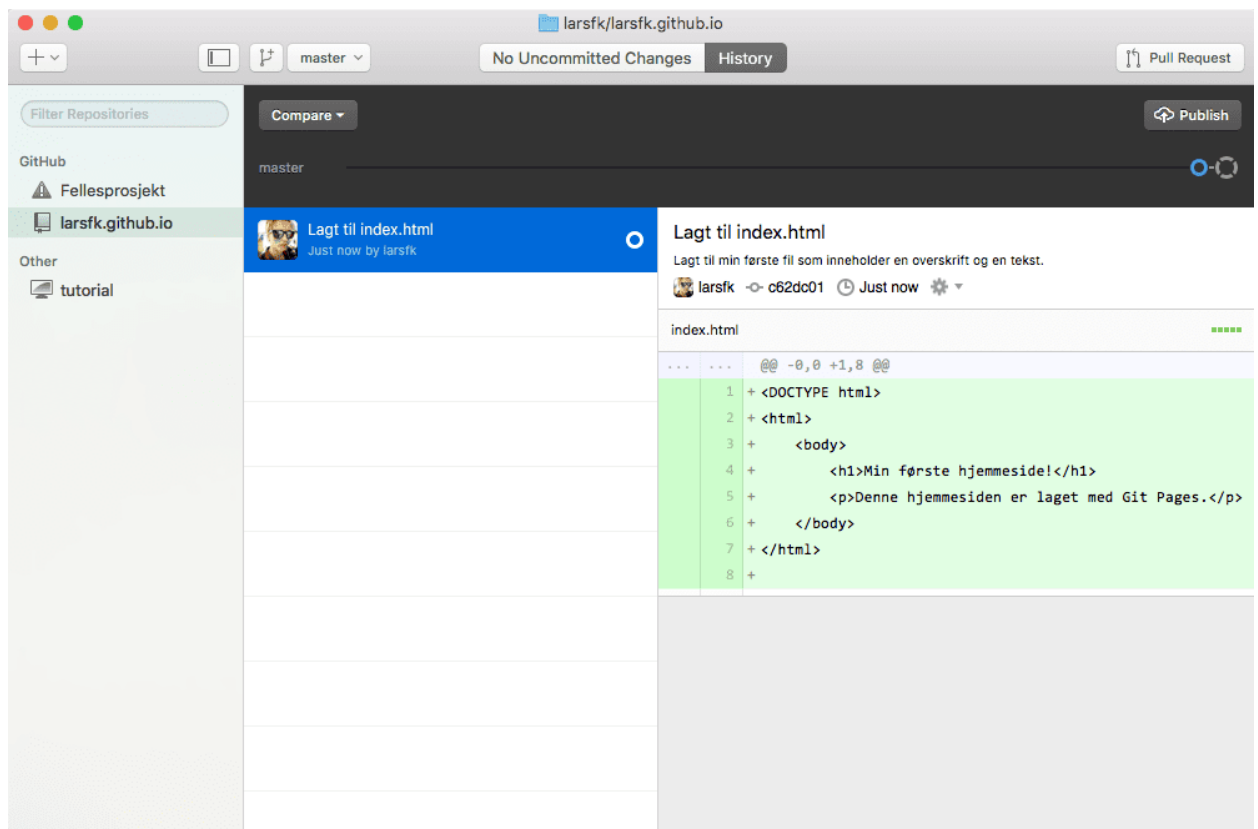 larsfk/larsfk.github.io
master
No Uncommitted Changes
History
Pull Request
Filter Repositories
GitHub
Fellesprosjekt
larsfk.github.io
Other
tutorial
Compare
Publish
master
Lagt til index.html
Just now by larsfk
Lagt til index.html
Lagt til min første fil som inneholder en overskrift og en tekst.
larsfk c62dc01 Just now
index.html
... ... @@ -0,0 +1,8 @@
1 + <DOCTYPE html>
2 + <html>
3 + <body>
4 + <h1>Min første hjemmeside!</h1>
5 + <p>Denne hjemmesiden er laget med Git Pages.</p>
6 + </body>
7 + </html>
8 +